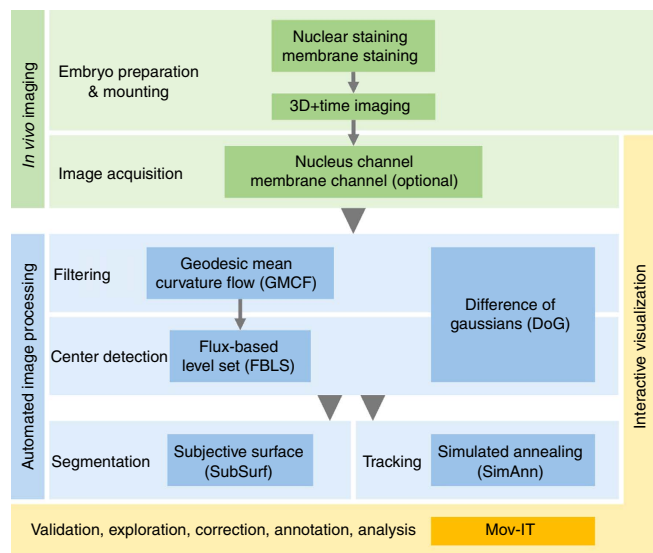 In vivo imaging
Embryo preparation
& mounting
Nuclear staining
membrane staining
3D+time imaging
Image acquisition
Nucleus channel
membrane channel (optional)
Automated image processing
Filtering
Geodesic mean
curvature flow (GMCF)
Difference of
gaussians (DoG)
Center detection
Flux-based
level set (FBLS)
Segmentation
Subjective surface
(SubSurf)
Tracking
Simulated annealing
(SimAnn)
Interactive visualization
Validation, exploration, correction, annotation, analysis
Mov-IT